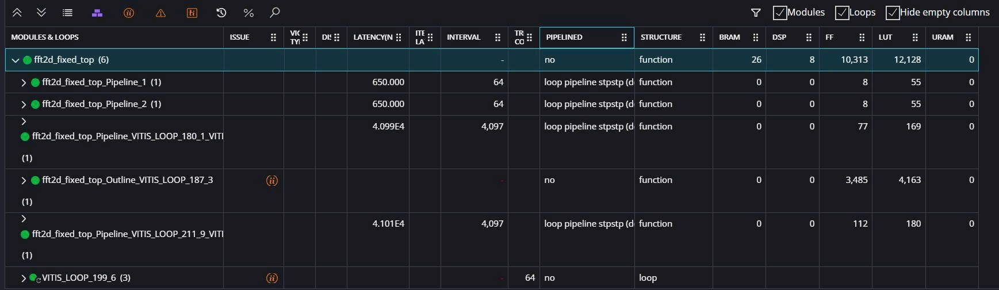 Modules Loops Hide empty columns
MODULES & LOOPS ISSUE VIC TY DIS LATENCY(N ITE LA INTERVAL TR CO PIPELINED STRUCTURE BRAM DSP FF LUT URAM
fft2d_fixed_top (6) - no function 26 8 10,313 12,128 0
fft2d_fixed_top_Pipeline_1 (1) 650.000 64 loop pipeline stpstp (d function 0 0 8 55 0
fft2d_fixed_top_Pipeline_2 (1) 650.000 64 loop pipeline stpstp (d function 0 0 8 55 0
4.099E4 4,097 loop pipeline stpstp (d function 0 0 77 169 0
fft2d_fixed_top_Pipeline_VITIS_LOOP_180_1_VITI
(1)
fft2d_fixed_top_Outline_VITIS_LOOP_187_3 ii - no function 0 0 3,485 4,163 0
(1)
4.101E4 4,097 loop pipeline stpstp (d function 0 0 112 180 0
fft2d_fixed_top_Pipeline_VITIS_LOOP_211_9_VITI
(1)
VITIS_LOOP_199_6 (3) ii - 64 no loop